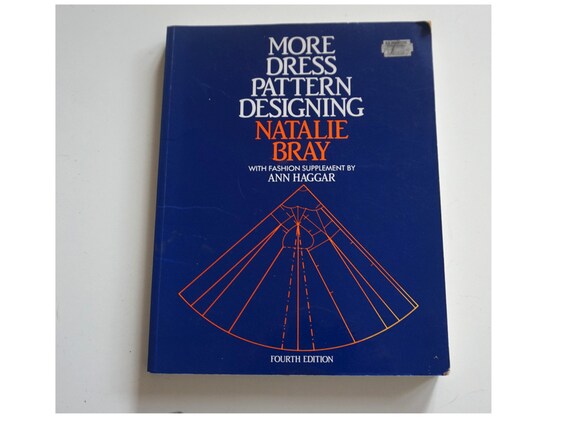 MORE
DRESS
PATTERN
DESIGNING
NATALIE
BRAY
WITH FASHION SUPPLEMENT BY
ANN HAGGAR
FOURTH EDITION